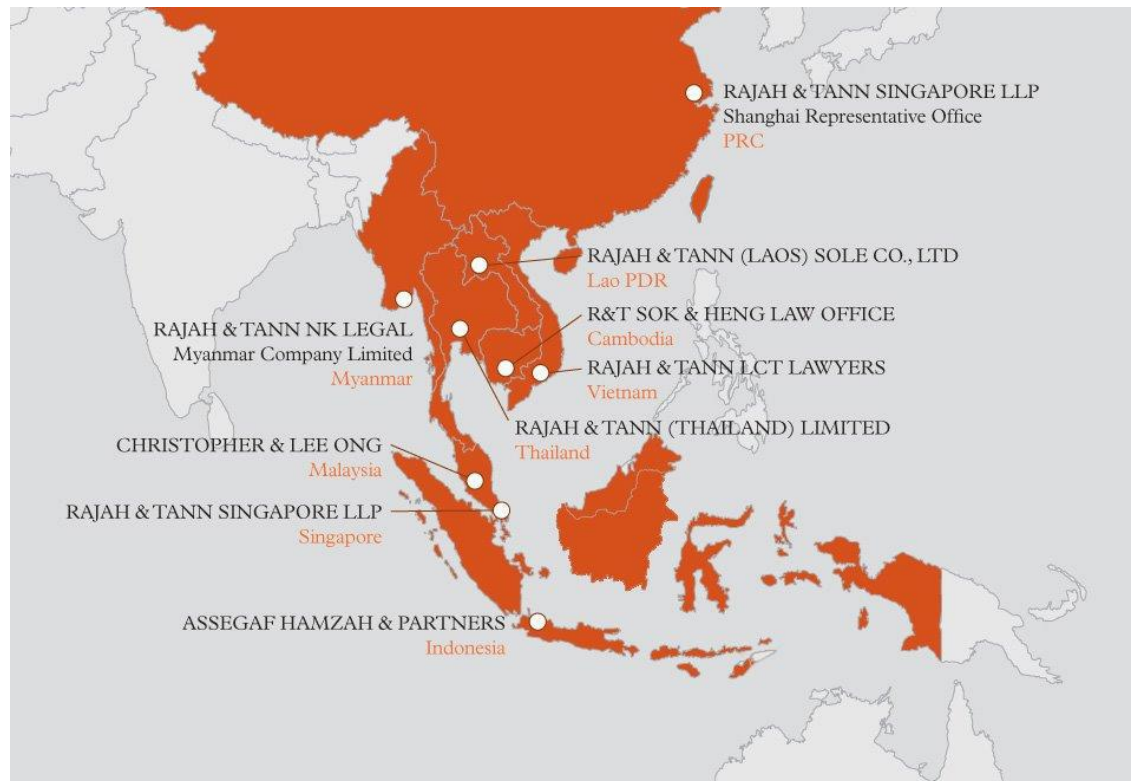 RAJAH & TANN SINGAPORE LLP
Shanghai Representative Office
PRC
RAJAH & TANN (LAOS) SOLE CO., LTD
Lao PDR
R&T SOK & HENG LAW OFFICE
Cambodia
RAJAH & TANN NK LEGAL
Myanmar Company Limited
Myanmar
RAJAH & TANN LCT LAWYERS
Vietnam
RAJAH & TANN (THAILAND) LIMITED
Thailand
CHRISTOPHER & LEE ONG
Malaysia
RAJAH & TANN SINGAPORE LLP
Singapore
ASSEGAF HAMZAH & PARTNERS
Indonesia